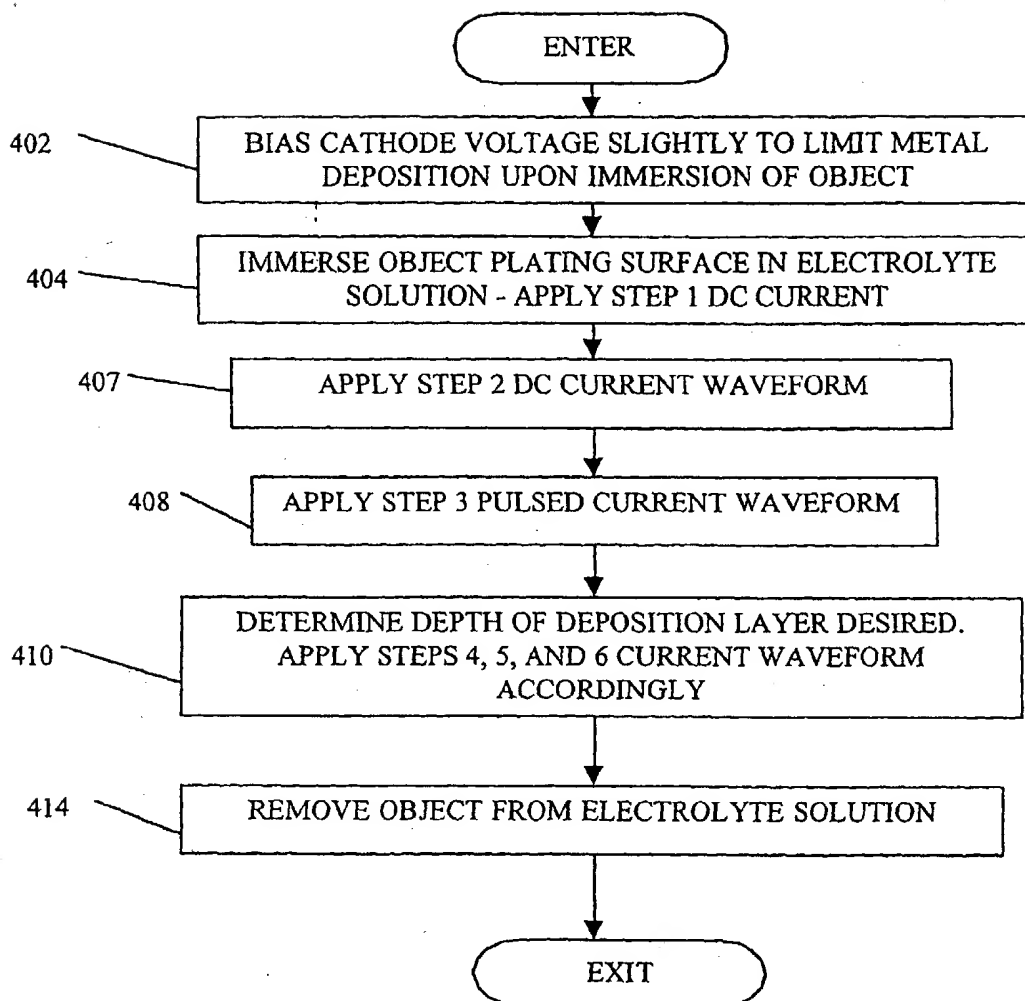 ENTER
402
BIAS CATHODE VOLTAGE SLIGHTLY TO LIMIT METAL
DEPOSITION UPON IMMERSION OF OBJECT
404
IMMERSE OBJECT PLATING SURFACE IN ELECTROLYTE
SOLUTION - APPLY STEP 1 DC CURRENT
407
APPLY STEP 2 DC CURRENT WAVEFORM
408
APPLY STEP 3 PULSED CURRENT WAVEFORM
410
DETERMINE DEPTH OF DEPOSITION LAYER DESIRED.
APPLY STEPS 4, 5, AND 6 CURRENT WAVEFORM
ACCORDINGLY
414
REMOVE OBJECT FROM ELECTROLYTE SOLUTION
EXIT